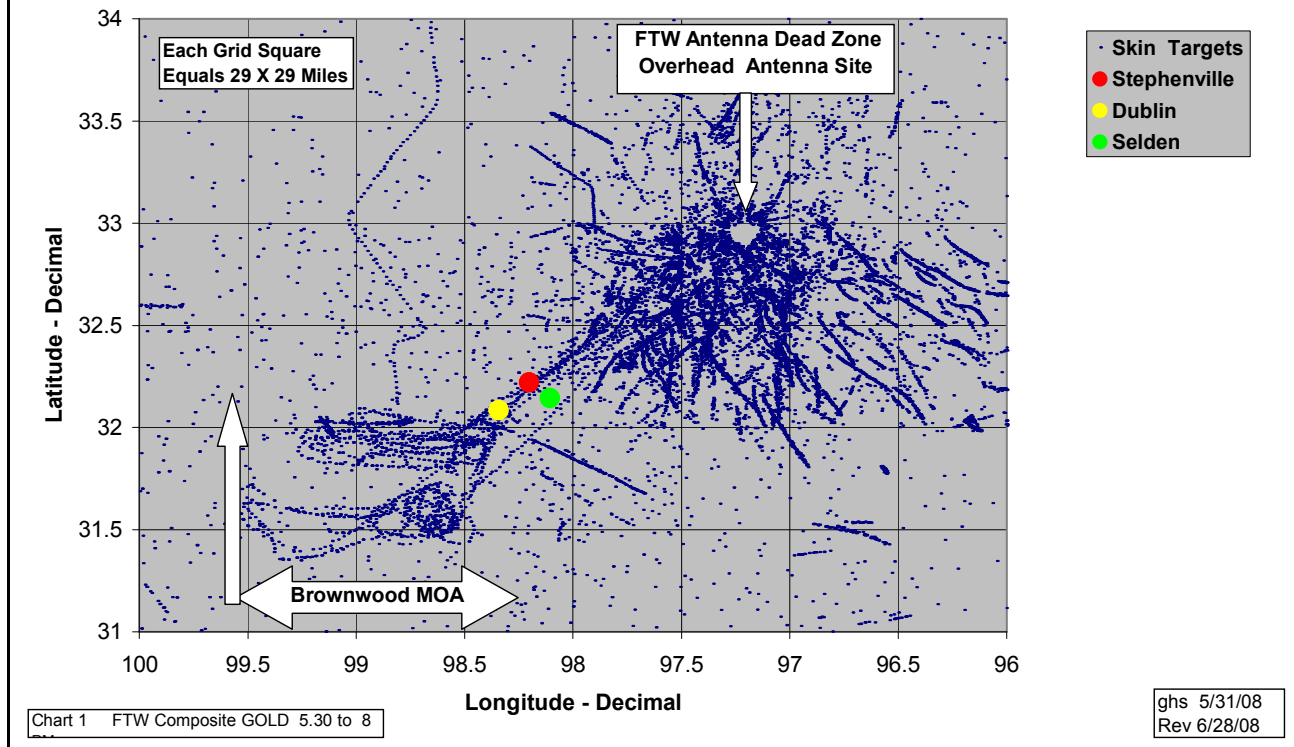 34
33.5
33
32.5
32
31.5
31
Latitude - Decimal
Each Grid Square
Equals 29 X 29 Miles
FTW Antenna Dead Zone
Overhead Antenna Site
Skin Targets
Stephenville
Dublin
Selden
Brownwood MOA
100 99.5 99 98.5 98 97.5 97 96.5 96
Longitude - Decimal
Chart 1 FTW Composite GOLD 5.30 to 8
ghs 5/31/08
Rev 6/28/08